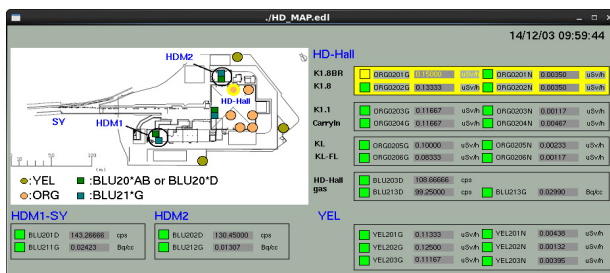 ./HD_MAP.edl
14/12/03 09:59:44
HDM2
HD-Hall
SY
HDM1
:YEL :BLU20*AB or BLU20*D
:ORG :BLU21*G
HD-Hall
K1.8BR ORG0201G 0.15000 uSv/h ORG0201N 0.00350 uSv/h
K1.8 ORG0202G 0.13333 uSv/h ORG0202N 0.00350 uSv/h
K1.1 ORG0203G 0.11667 uSv/h ORG0203N 0.00117 uSv/h
CarryIn ORG0204G 0.11667 uSv/h ORG0204N 0.00467 uSv/h
KL ORG0205G 0.10000 uSv/h ORG0205N 0.00233 uSv/h
KL-FL ORG0206G 0.08333 uSv/h ORG0206N 0.00117 uSv/h
HD-Hall BLU203D 108.66666 cps
gas BLU213D 99.25000 cps BLU213G 0.02990 Bq/cc
HDM1-SY
BLU201D 143.26666 cps
BLU211G 0.02423 Bq/cc
HDM2
BLU202D 130.45000 cps
BLU212G 0.01307 Bq/cc
YEL
YEL201G 0.11333 uSv/h YEL201N 0.00438 uSv/h
YEL202G 0.12500 uSv/h YEL202N 0.00132 uSv/h
YEL203G 0.11167 uSv/h YEL203N 0.00395 uSv/h